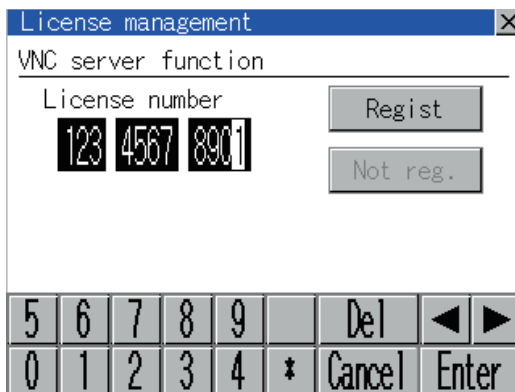 License management ×
VNC server function
License number
Regist
123 4567 8901
Not reg.
5 6 7 8 9 Del ◀ ▶
0 1 2 3 4 * Cancel Enter